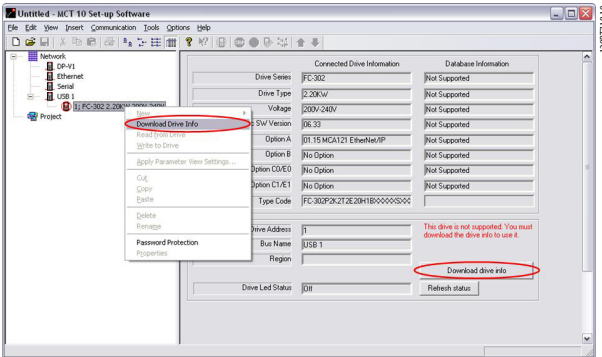 Untitled - MCT 10 Set-up Software
File Edit View Insert Communication Tools Options Help
Network
DP-V1
Ethernet
Serial
USB 1
1; FC-302 2.20KW 200V-240V
Project
New
Download Drive Info
Read from Drive
Write to Drive
Apply Parameter View Settings...
Cut
Copy
Paste
Delete
Rename
Password Protection
Properties
Connected Drive Information Database Information
Drive Series FC-302 Not Supported
Drive Type 2.20KW Not Supported
Voltage 200V-240V Not Supported
SW Version 06.33 Not Supported
Option A 01.15 MCA121 EtherNet/IP Not Supported
Option B No Option Not Supported
Option C0/E0 No Option Not Supported
Option C1/E1 No Option Not Supported
Type Code FC-302P2K2T2E20H1BXXXXXSXX
Drive Address 1
Bus Name USB 1
Region
This drive is not supported. You must
download the drive info to use it.
Download drive info
Drive Led Status Off Refresh status